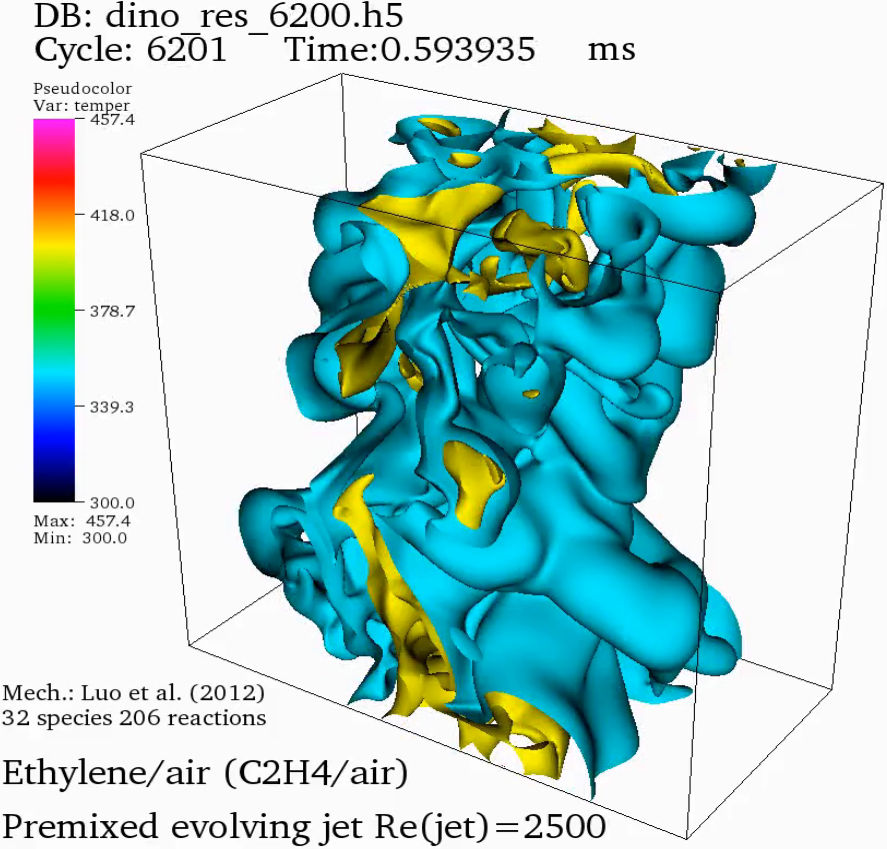 DB: dino_res_6200.h5
Cycle: 6201 Time:0.593935 ms
Pseudocolor
Var: temper
457.4
418.0
378.7
339.3
300.0
Max: 457.4
Min: 300.0
Mech.: Luo et al. (2012)
32 species 206 reactions
Ethylene/air (C2H4/air)
Premixed evolving jet Re(jet)=2500